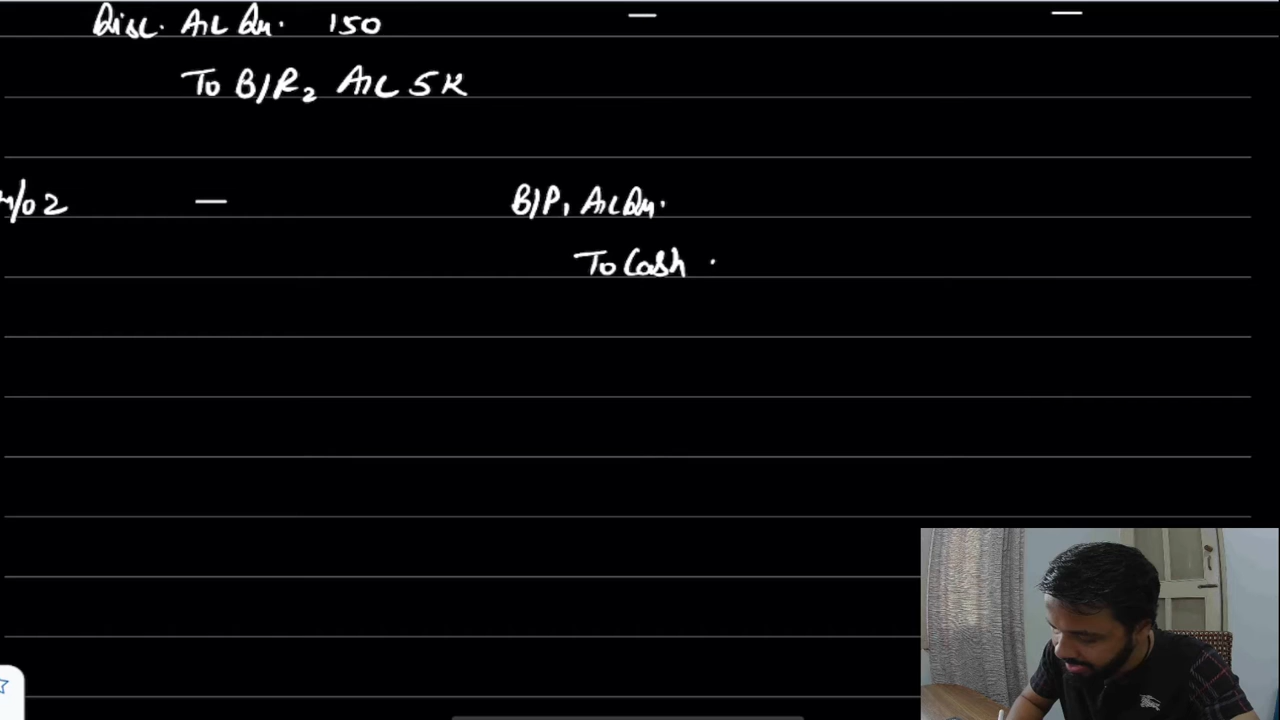 Disc. A/c Dr. 150 — —
To B/R2 A/C 5K
/02 — B/P1 A/c Dr.
To Cash